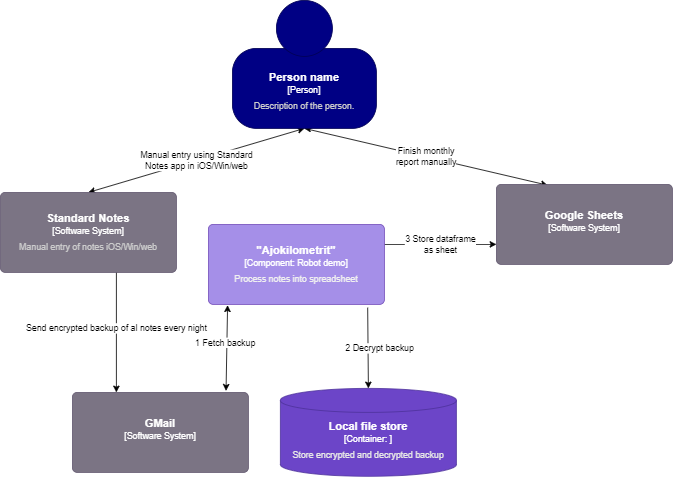 Person name
[Person]
Description of the person.
Manual entry using Standard
Notes app in iOS/Win/web
Finish monthly
report manually
Standard Notes
[Software System]
Manual entry of notes iOS/Win/web
Google Sheets
[Software System]
"Ajokilometrit"
[Component: Robot demo]
Process notes into spreadsheet
3 Store dataframe
as sheet
Send encrypted backup of al notes every night
1 Fetch backup
2 Decrypt backup
GMail
[Software System]
Local file store
[Container: ]
Store encrypted and decrypted backup